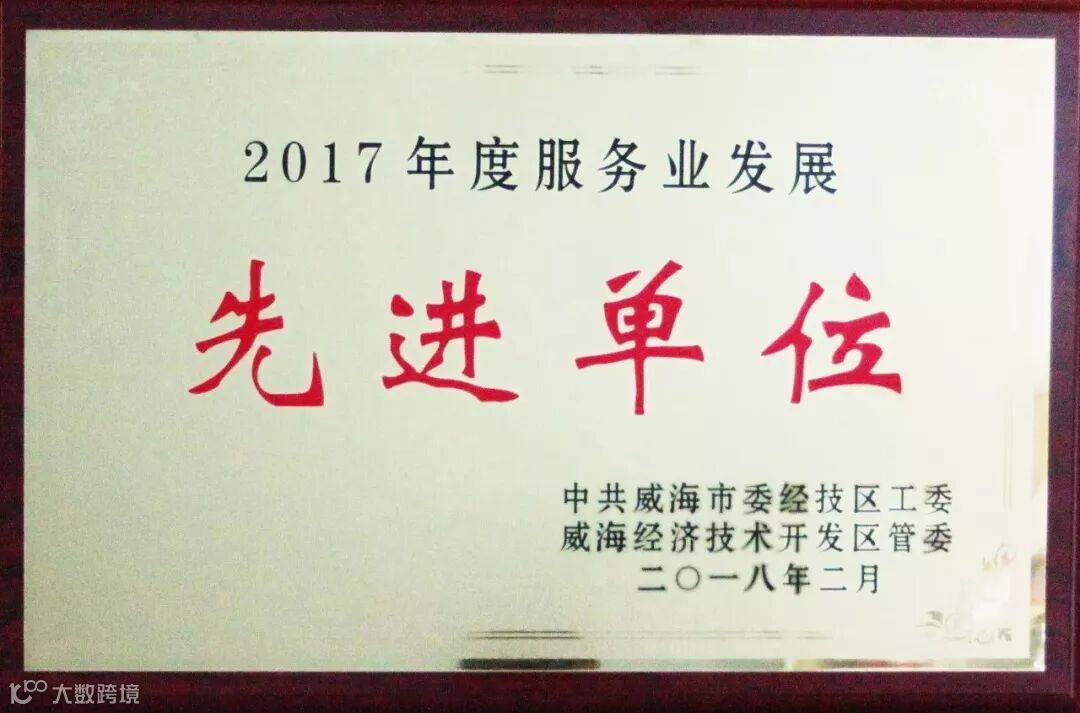 2017年度服务业发展
先进单位
中共威海市委经技区工委
威海经济技术开发区管委
二〇一八年二月
大数跨境